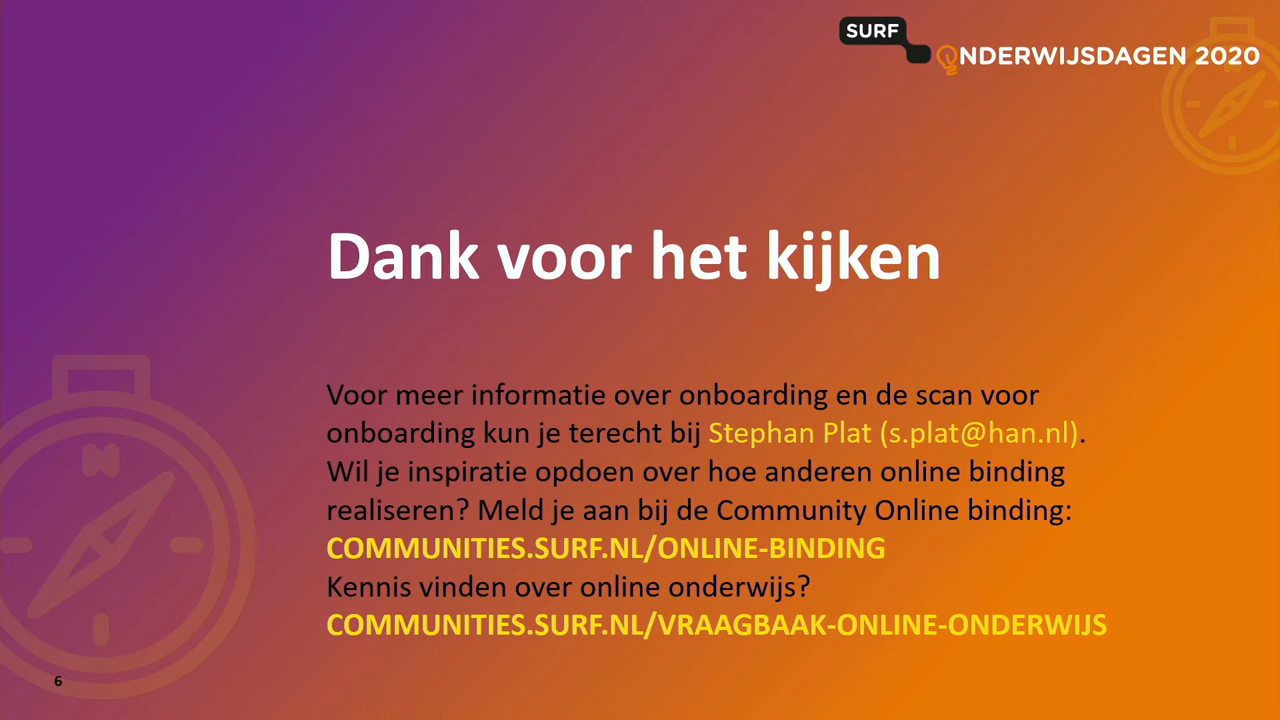 SURF
ONDERWIJSDAGEN 2020
Dank voor het kijken
Voor meer informatie over onboarding en de scan voor
onboarding kun je terecht bij Stephan Plat (s.plat@han.nl).
Wil je inspiratie opdoen over hoe anderen online binding
realiseren? Meld je aan bij de Community Online binding:
COMMUNITIES.SURF.NL/ONLINE-BINDING
Kennis vinden over online onderwijs?
COMMUNITIES.SURF.NL/VRAAGBAAK-ONLINE-ONDERWIJS
N
6